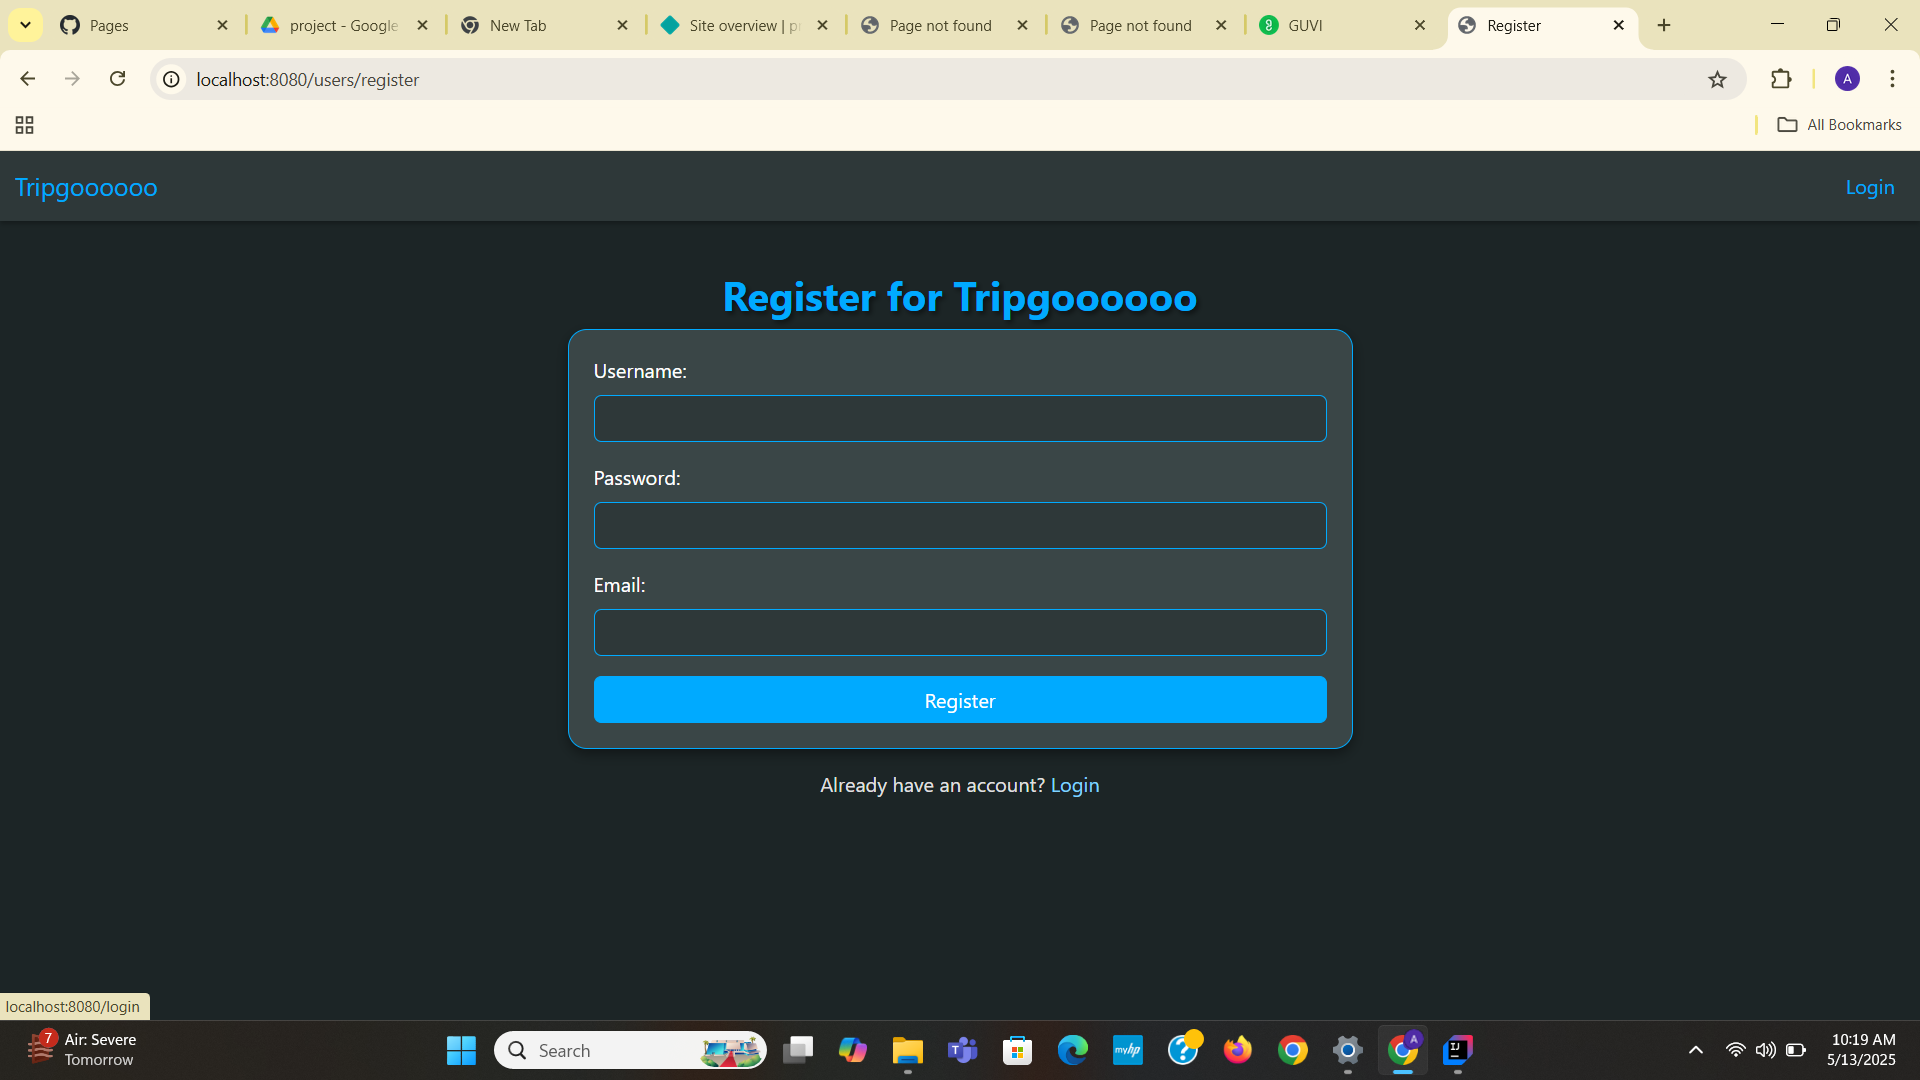 Pages
project - Google
New Tab
Site overview | p
Page not found
Page not found
GUVI
Register
localhost:8080/users/register
A
All Bookmarks
Tripgoooooo
Login
Register for Tripgoooooo
Username:
Password:
Email:
Register
Already have an account? Login
localhost:8080/login
7
Air: Severe
Tomorrow
Search
myhp
A
IJ
10:19 AM
5/13/2025